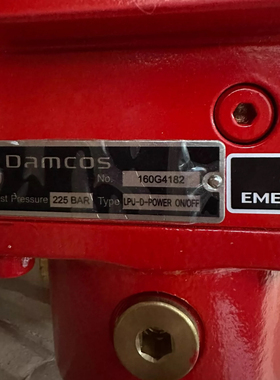 Damcos
No. 160G4182
st Pressure 225 BAR Type LPU-D-POWER ON/OFF
EME